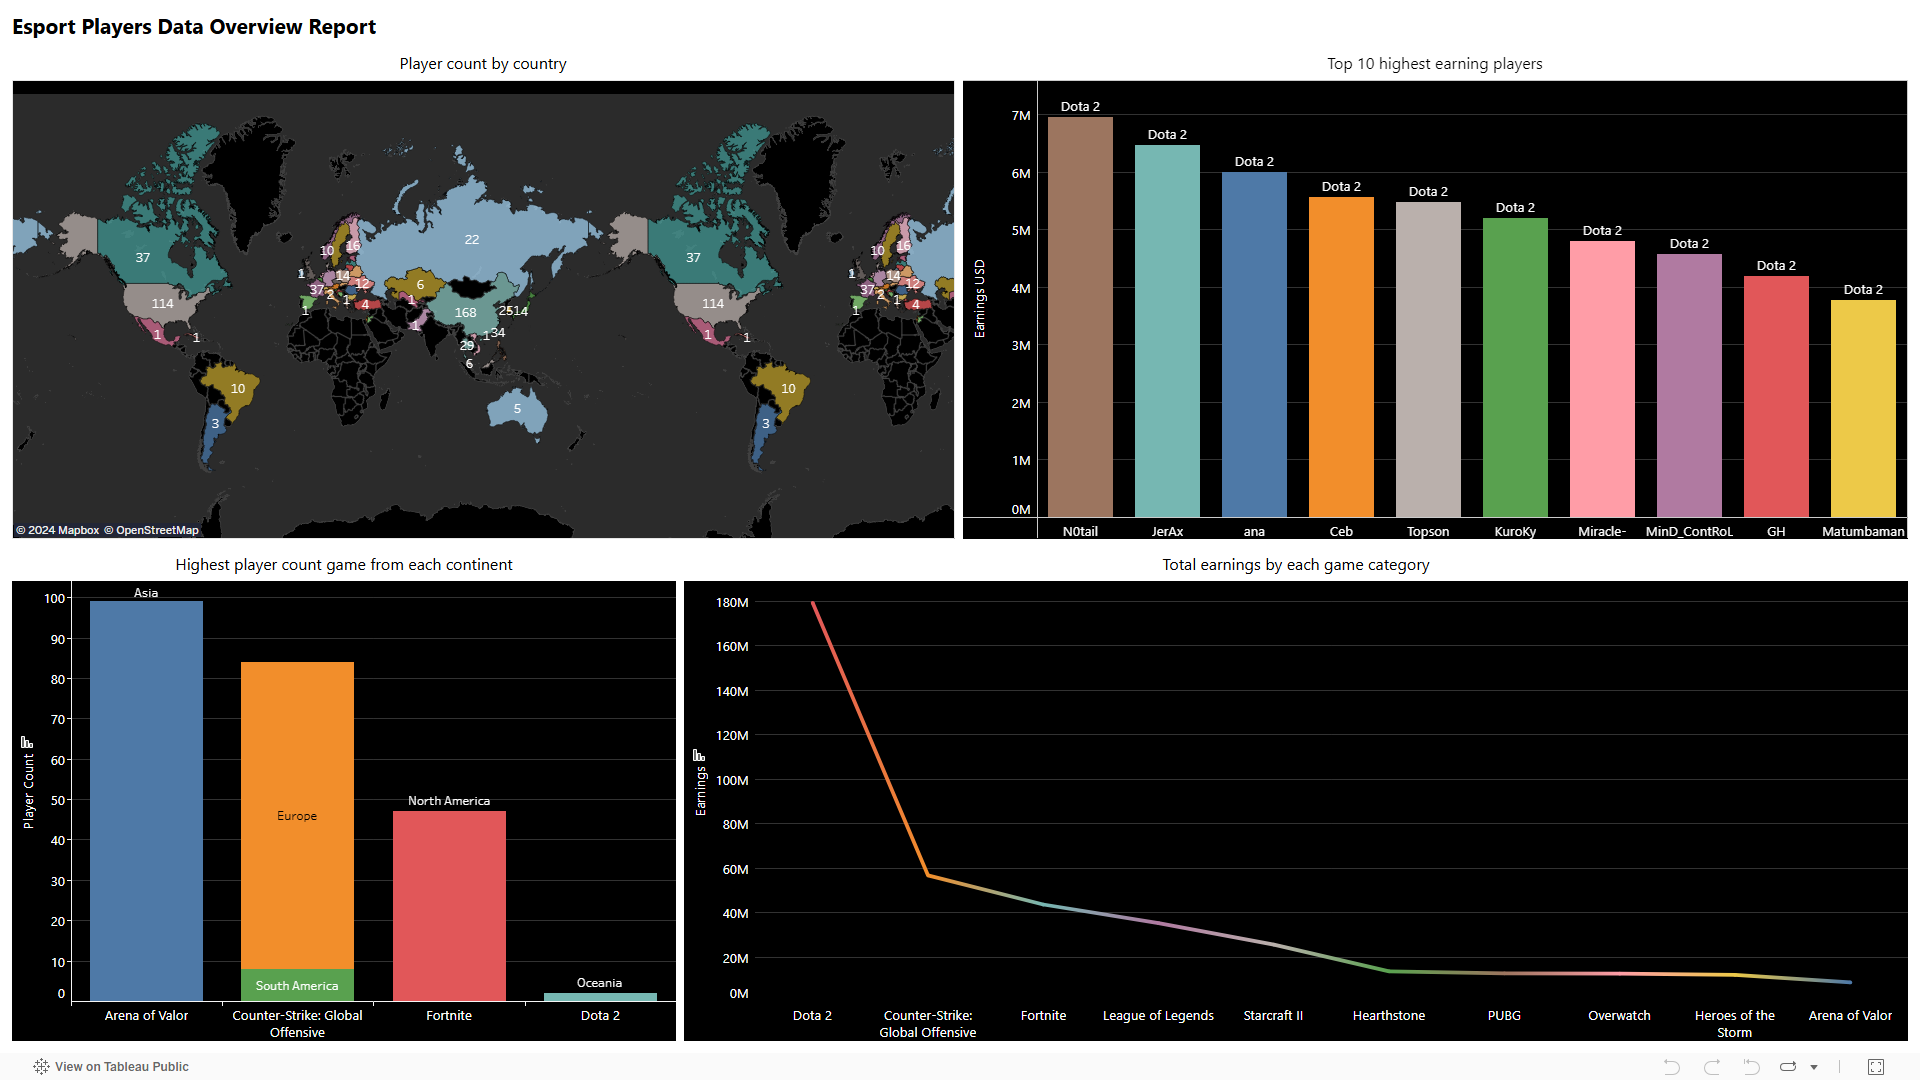 Esport Players Data Overview Report
Player count by country
37
114
1
1
10
3
10
16
1
14
37
12
2
1
1
4
22
6
1
1
168
2514
1
34
29
6
5
37
114
1
1
10
3
10
16
1
14
37
12
2
1
1
4
© 2024 Mapbox © OpenStreetMap
Top 10 highest earning players
Earnings USD
7M
6M
5M
4M
3M
2M
1M
0M
Dota 2
Dota 2
Dota 2
Dota 2
Dota 2
Dota 2
Dota 2
Dota 2
Dota 2
Dota 2
N0tail
JerAx
ana
Ceb
Topson
KuroKy
Miracle-
MinD_ContRoL
GH
Matumbaman
Highest player count game from each continent
Player Count
100
90
80
70
60
50
40
30
20
10
0
Asia
Europe
South America
North America
Oceania
Arena of Valor
Counter-Strike: Global
Offensive
Fortnite
Dota 2
Total earnings by each game category
Earnings
180M
160M
140M
120M
100M
80M
60M
40M
20M
0M
Dota 2
Counter-Strike:
Global Offensive
Fortnite
League of Legends
Starcraft II
Hearthstone
PUBG
Overwatch
Heroes of the
Storm
Arena of Valor
View on Tableau Public